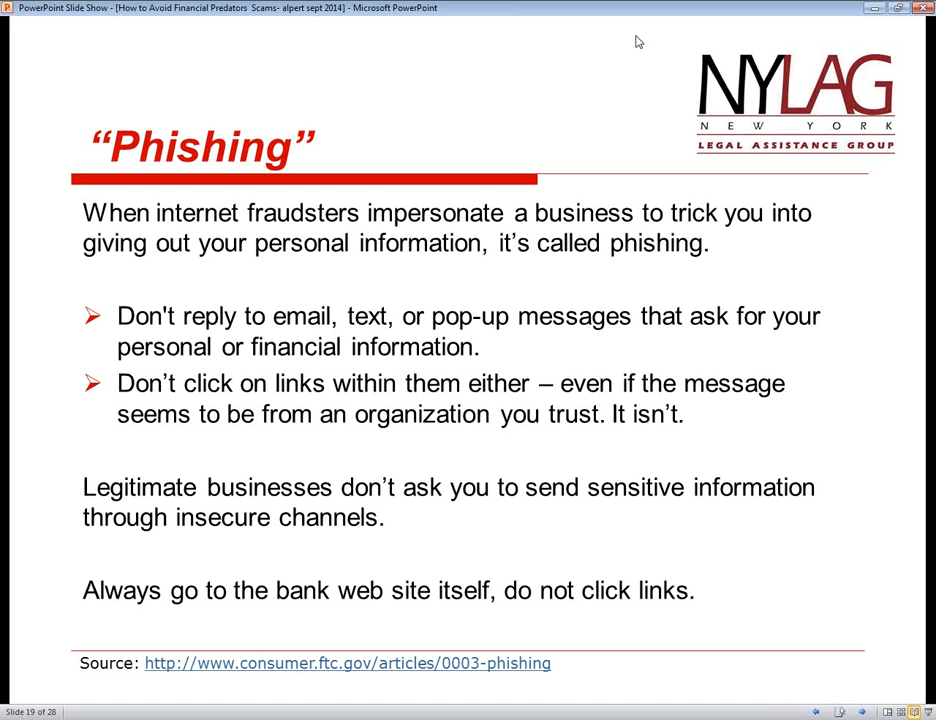 PowerPoint Slide Show - [How to Avoid Financial Predators  Scams- alpert sept 2014] - Microsoft PowerPoint
NYLAG
NEW YORK
LEGAL ASSISTANCE GROUP
“Phishing”
When internet fraudsters impersonate a business to trick you into
giving out your personal information, it’s called phishing.
Don't reply to email, text, or pop-up messages that ask for your
personal or financial information.
Don’t click on links within them either – even if the message
seems to be from an organization you trust. It isn’t.
Legitimate businesses don’t ask you to send sensitive information
through insecure channels.
Always go to the bank web site itself, do not click links.
Source: http://www.consumer.ftc.gov/articles/0003-phishing
Slide 19 of 28